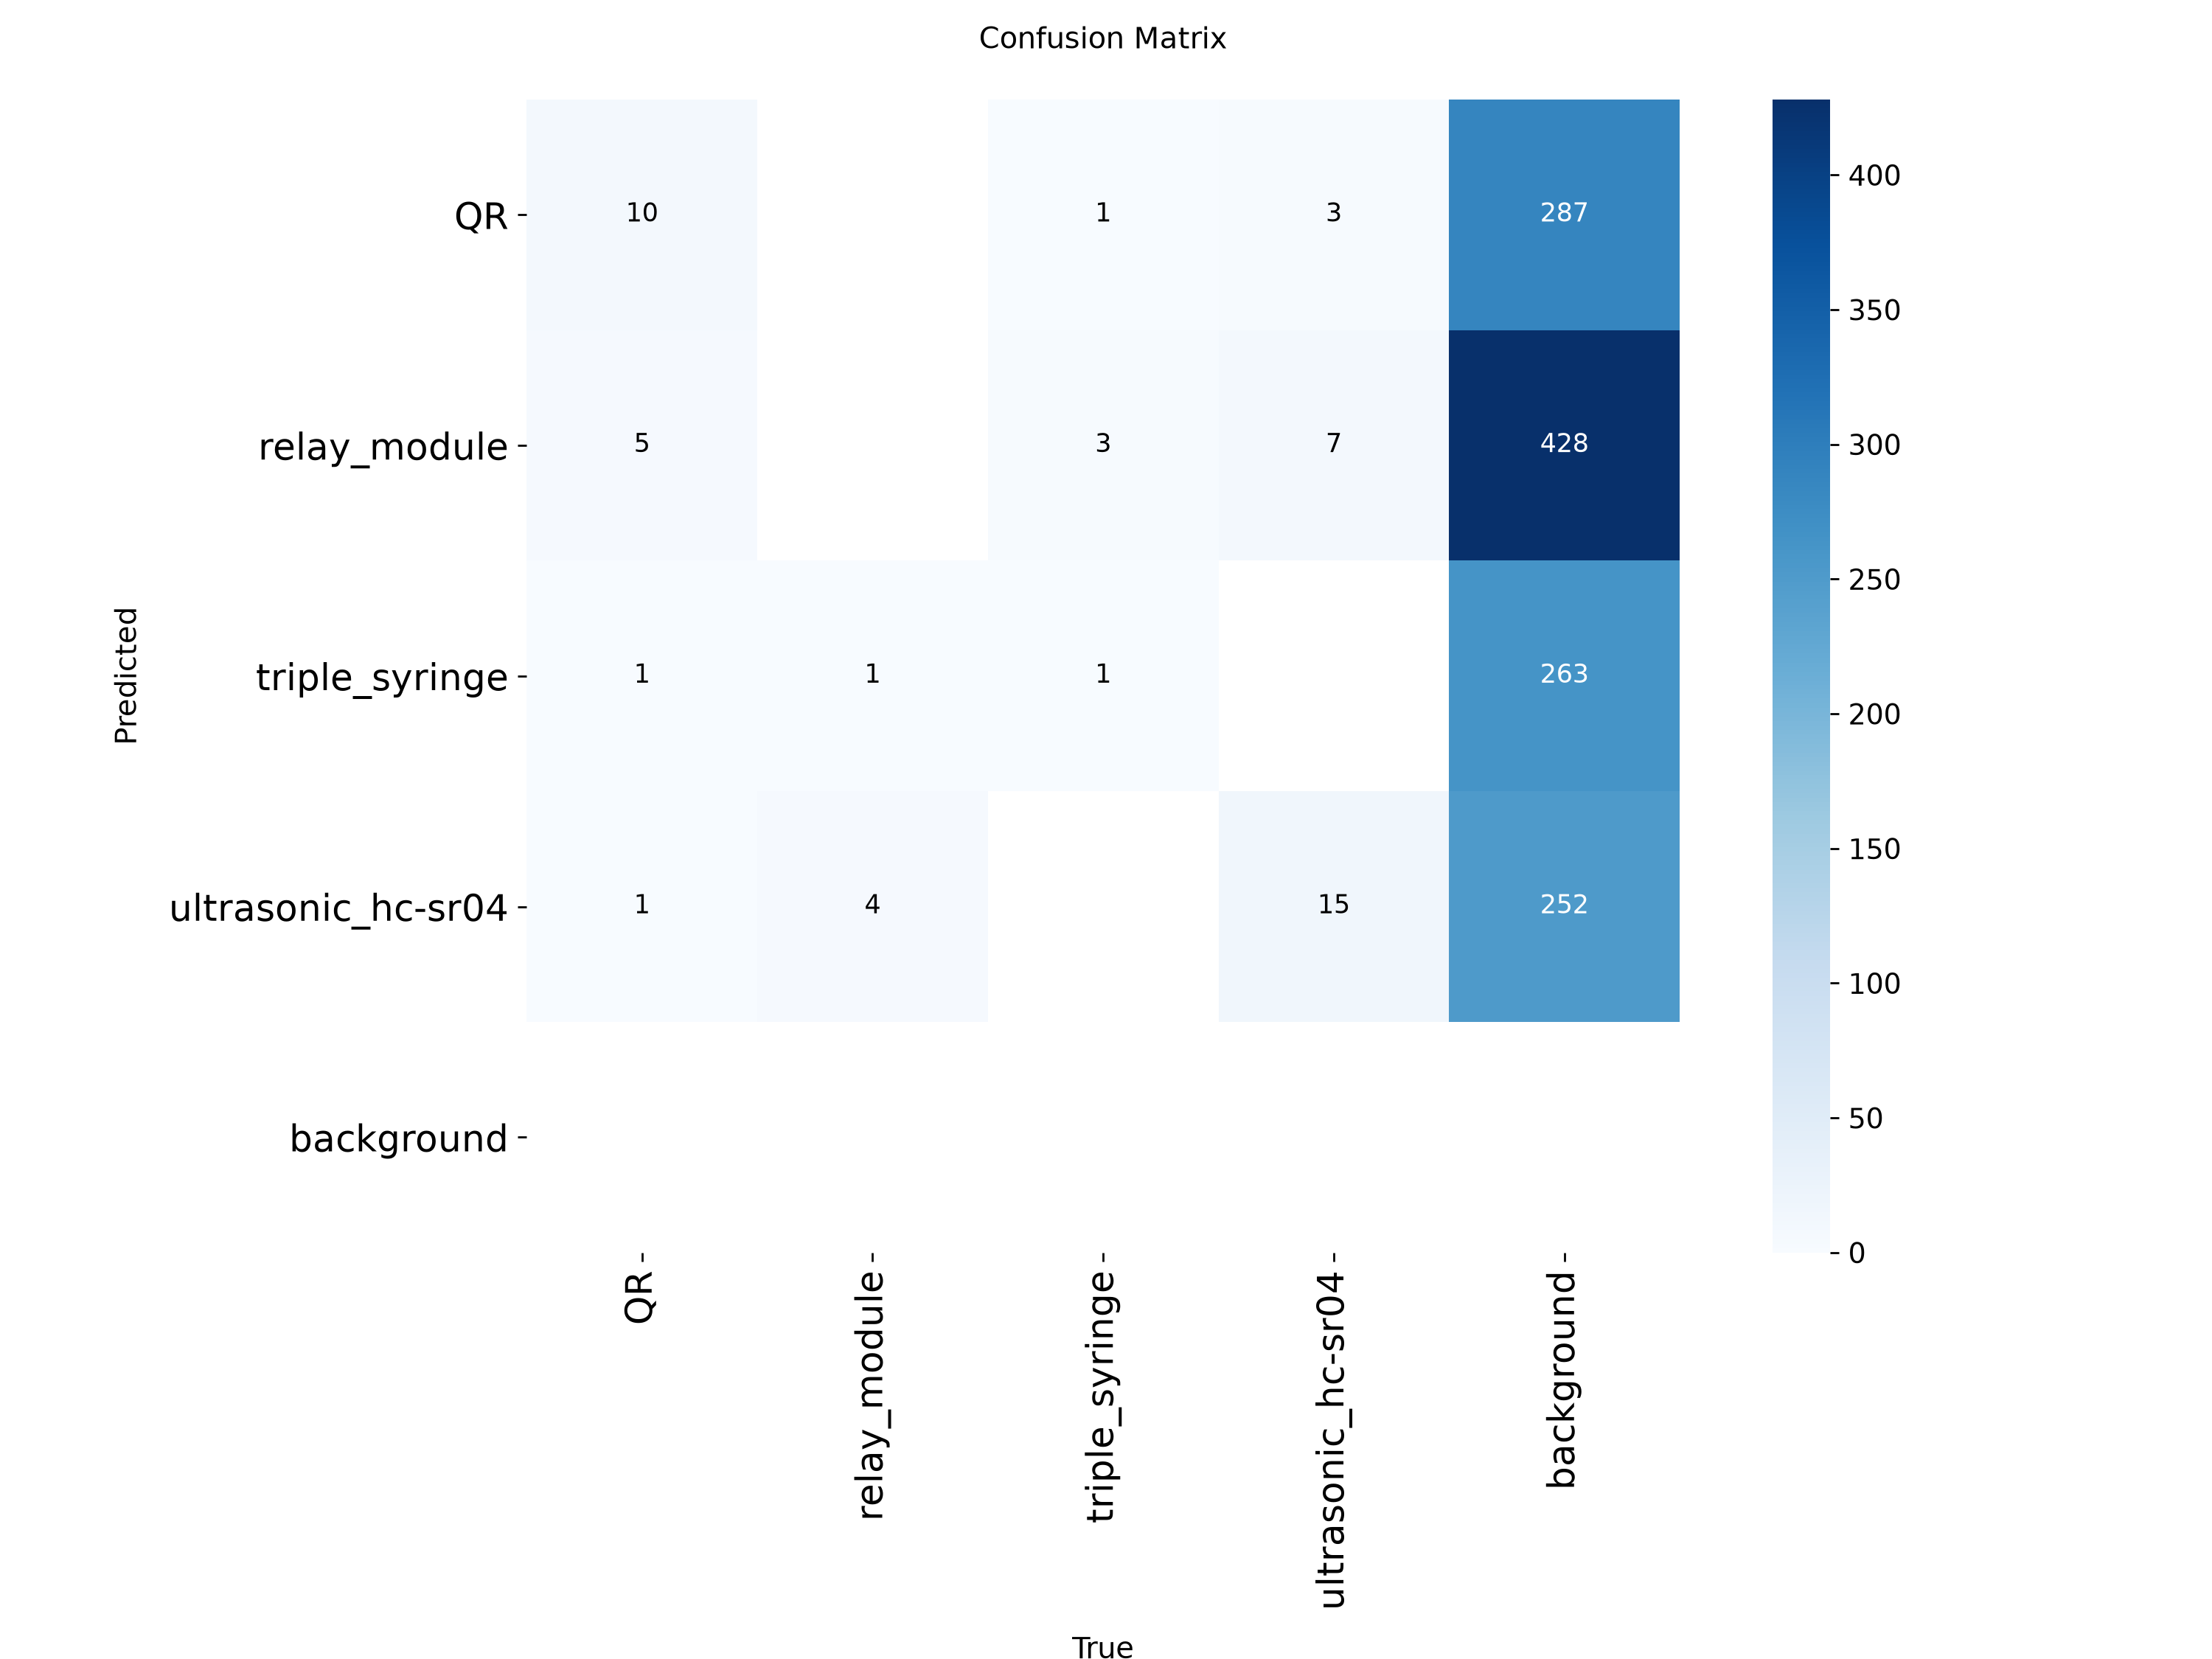 Confusion Matrix
QR
10
1
3
287
relay_module
5
3
7
428
triple_syringe
1
1
1
263
ultrasonic_hc-sr04
1
4
15
252
background
Predicted
QR
relay_module
triple_syringe
ultrasonic_hc-sr04
background
True
400
350
300
250
200
150
100
50
0